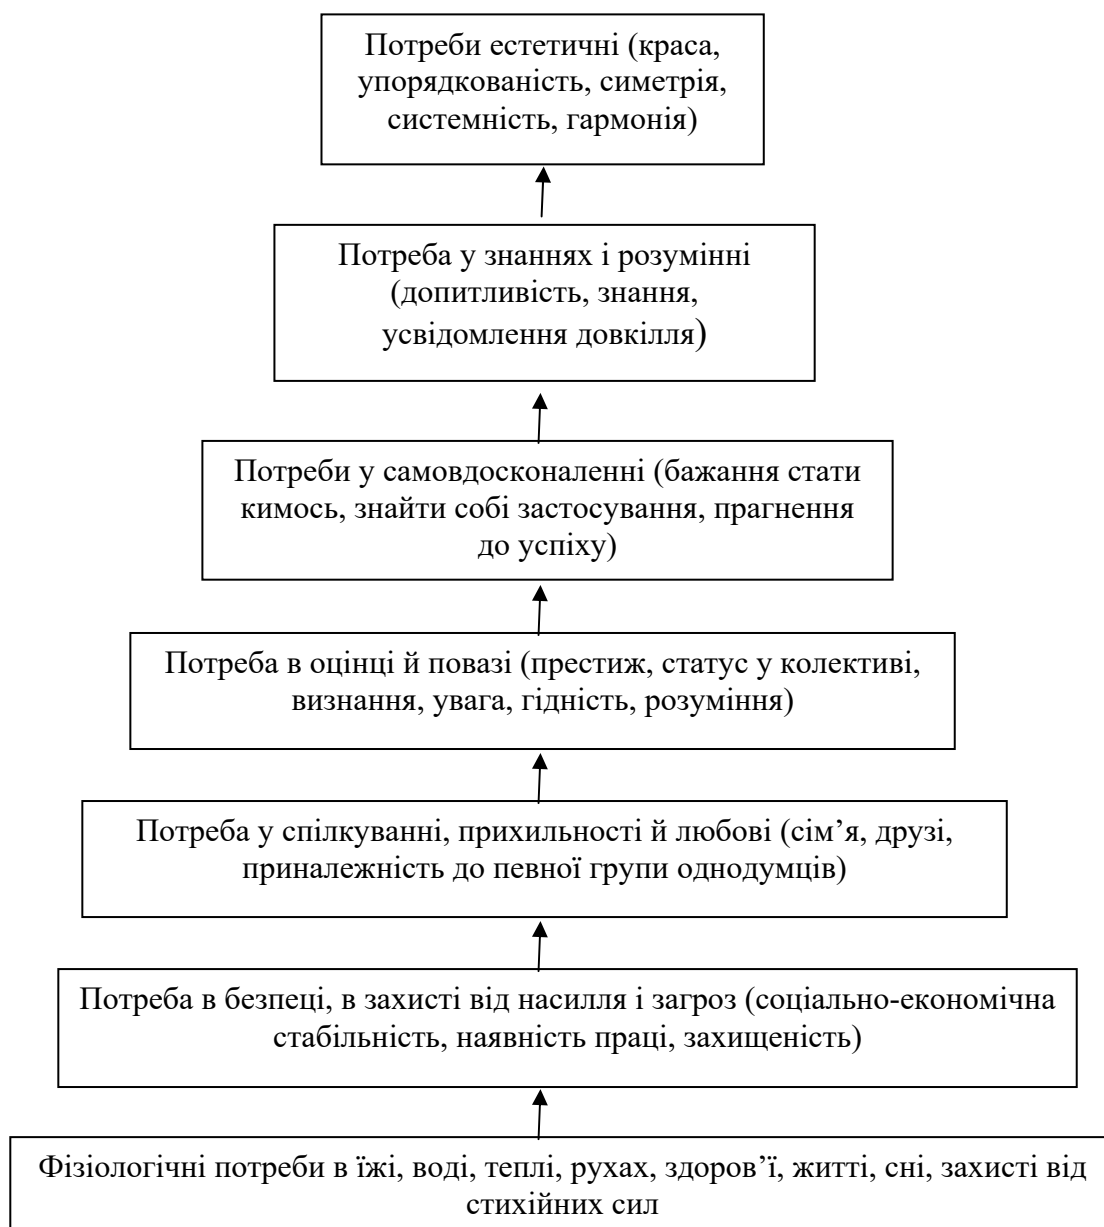 Потреби естетичні (краса,
упорядкованість, симетрія,
системність, гармонія)
Потреба у знаннях і розумінні
(допитливість, знання,
усвідомлення довкілля)
Потреби у самовдосконаленні (бажання стати
кимось, знайти собі застосування, прагнення
до успіху)
Потреба в оцінці й повазі (престиж, статус у колективі,
визнання, увага, гідність, розуміння)
Потреба у спілкуванні, прихильності й любові (сім’я, друзі,
приналежність до певної групи однодумців)
Потреба в безпеці, в захисті від насилля і загроз (соціально-економічна
стабільність, наявність праці, захищеність)
Фізіологічні потреби в їжі, воді, теплі, рухах, здоров’ї, житті, сні, захисті від
стихійних сил